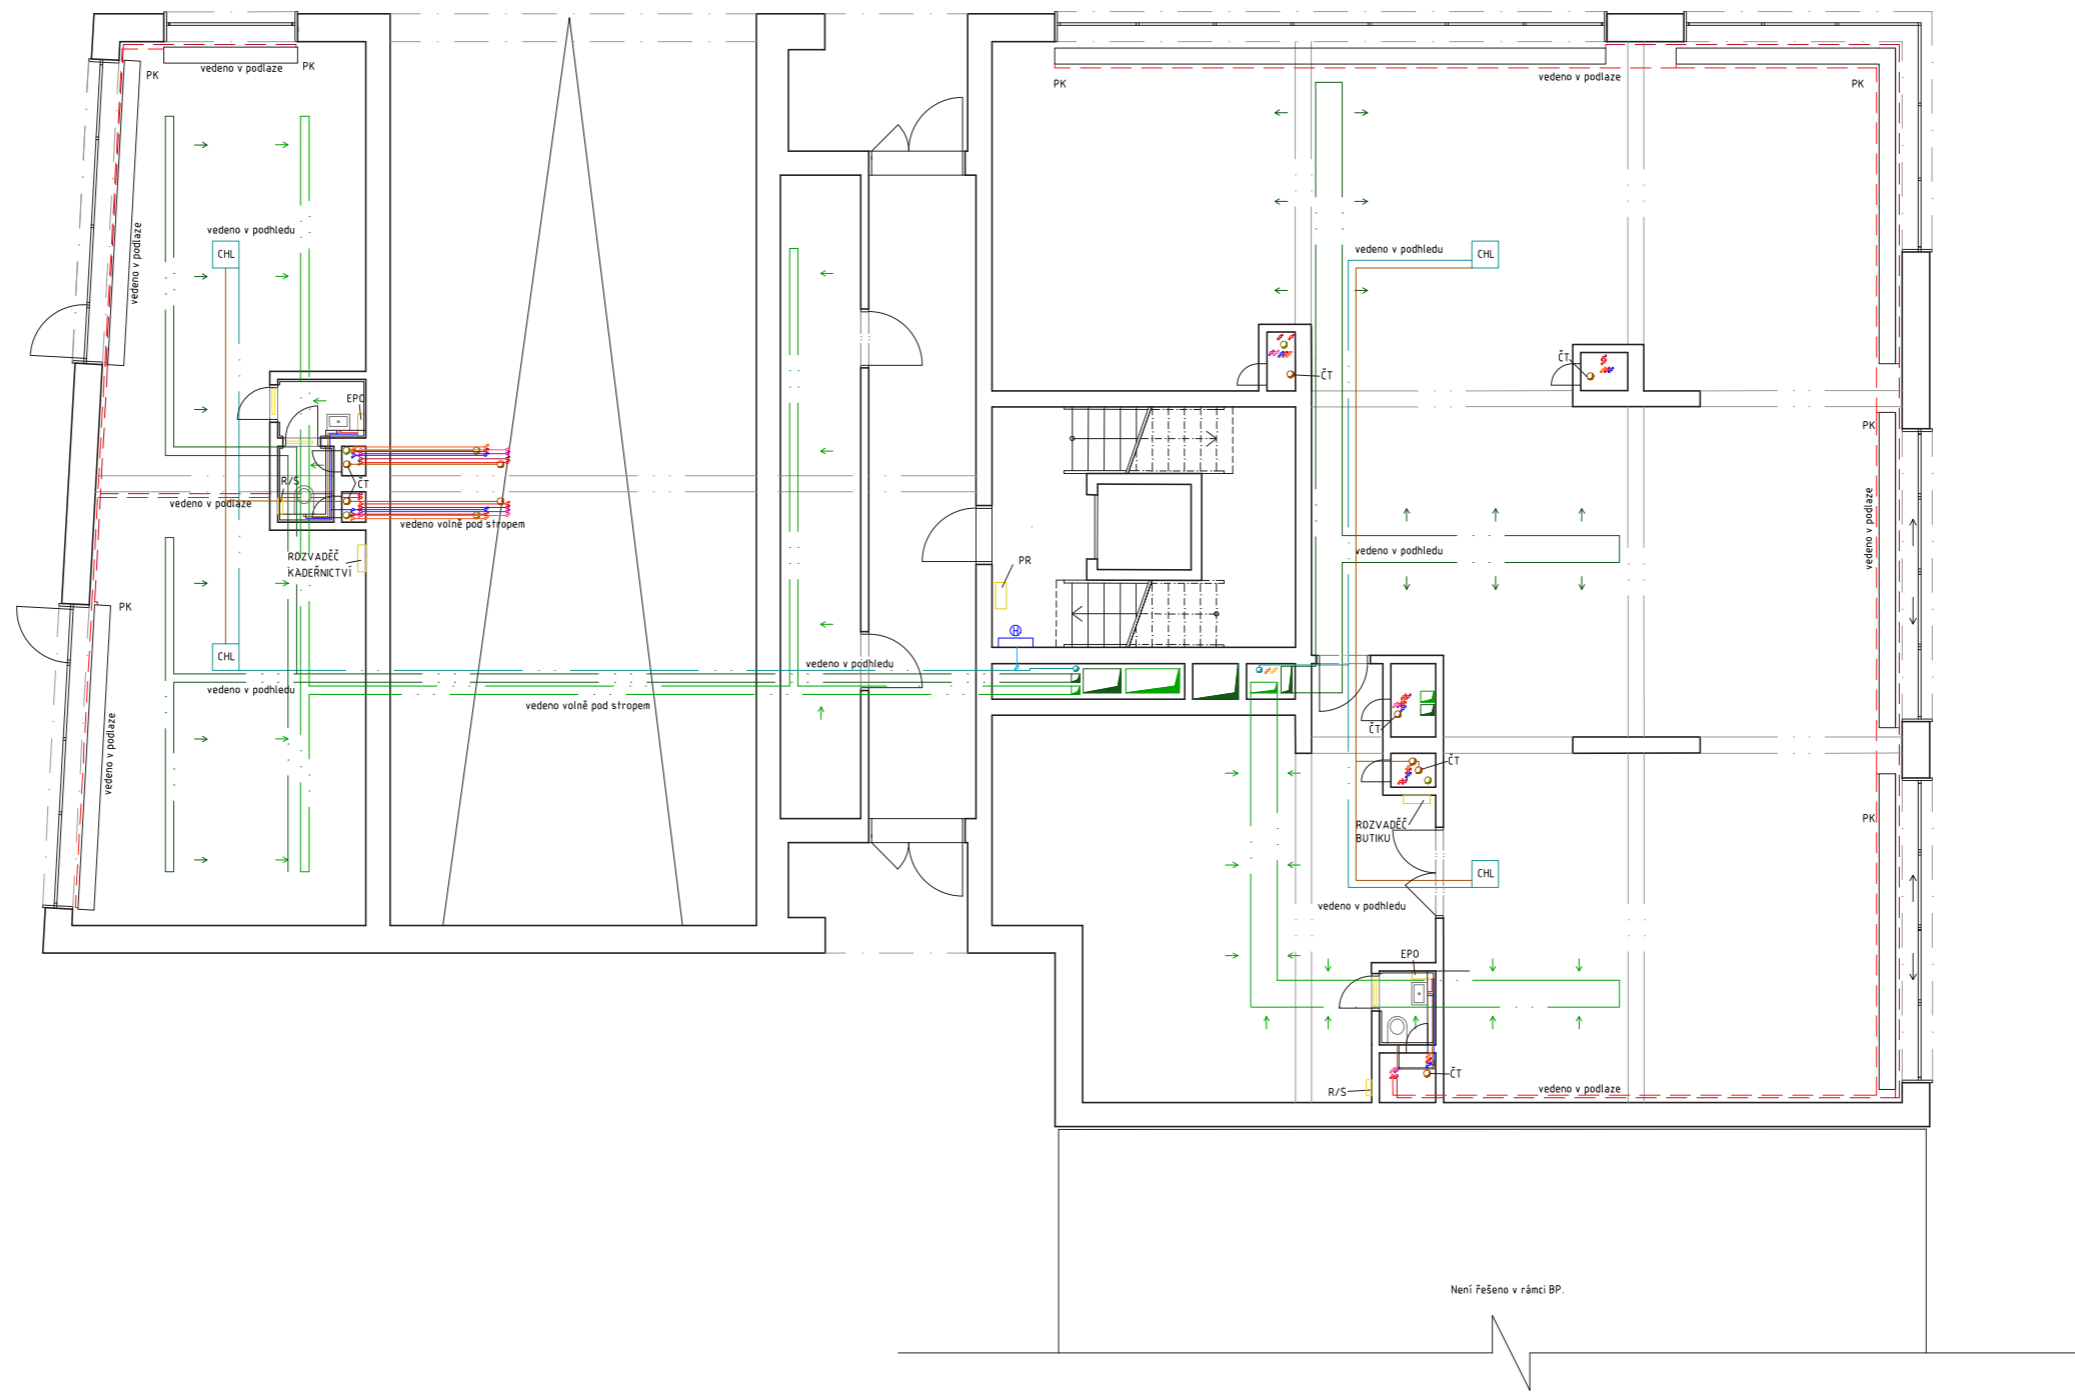 vedeno v podlaze
PK
PK
PK
vedeno v podlaze
PK
vedeno v podlaze
vedeno v podhledu
CHL
vedeno v podhledu
CHL
EPO
R/S
ČT
vedeno v podlaze
vedeno volně pod stropem
ROZVADĚČ
KADEŘNICTVÍ
PK
CHL
vedeno v podhledu
vedeno v podlaze
vedeno v podhledu
vedeno volně pod stropem
ČT
ČT
PK
vedeno v podlaze
vedeno v podhledu
PR
H
ČT
ČT
ROZVADĚČ
BUTIKU
PK
CHL
vedeno v podhledu
EPO
ČT
R/S
vedeno v podlaze
Není řešeno v rámci BP.